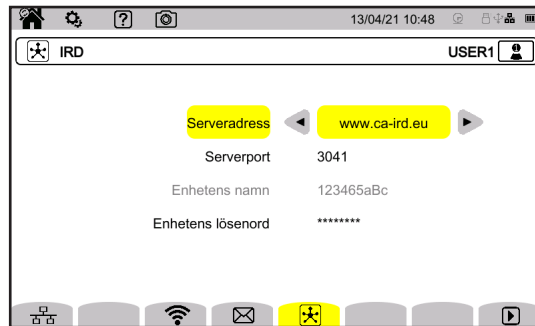 13/04/21 10:48
IRD USER1
Serveradress www.ca-ird.eu
Serverport 3041
Enhetens namn 123465aBc
Enhetens lösenord ********